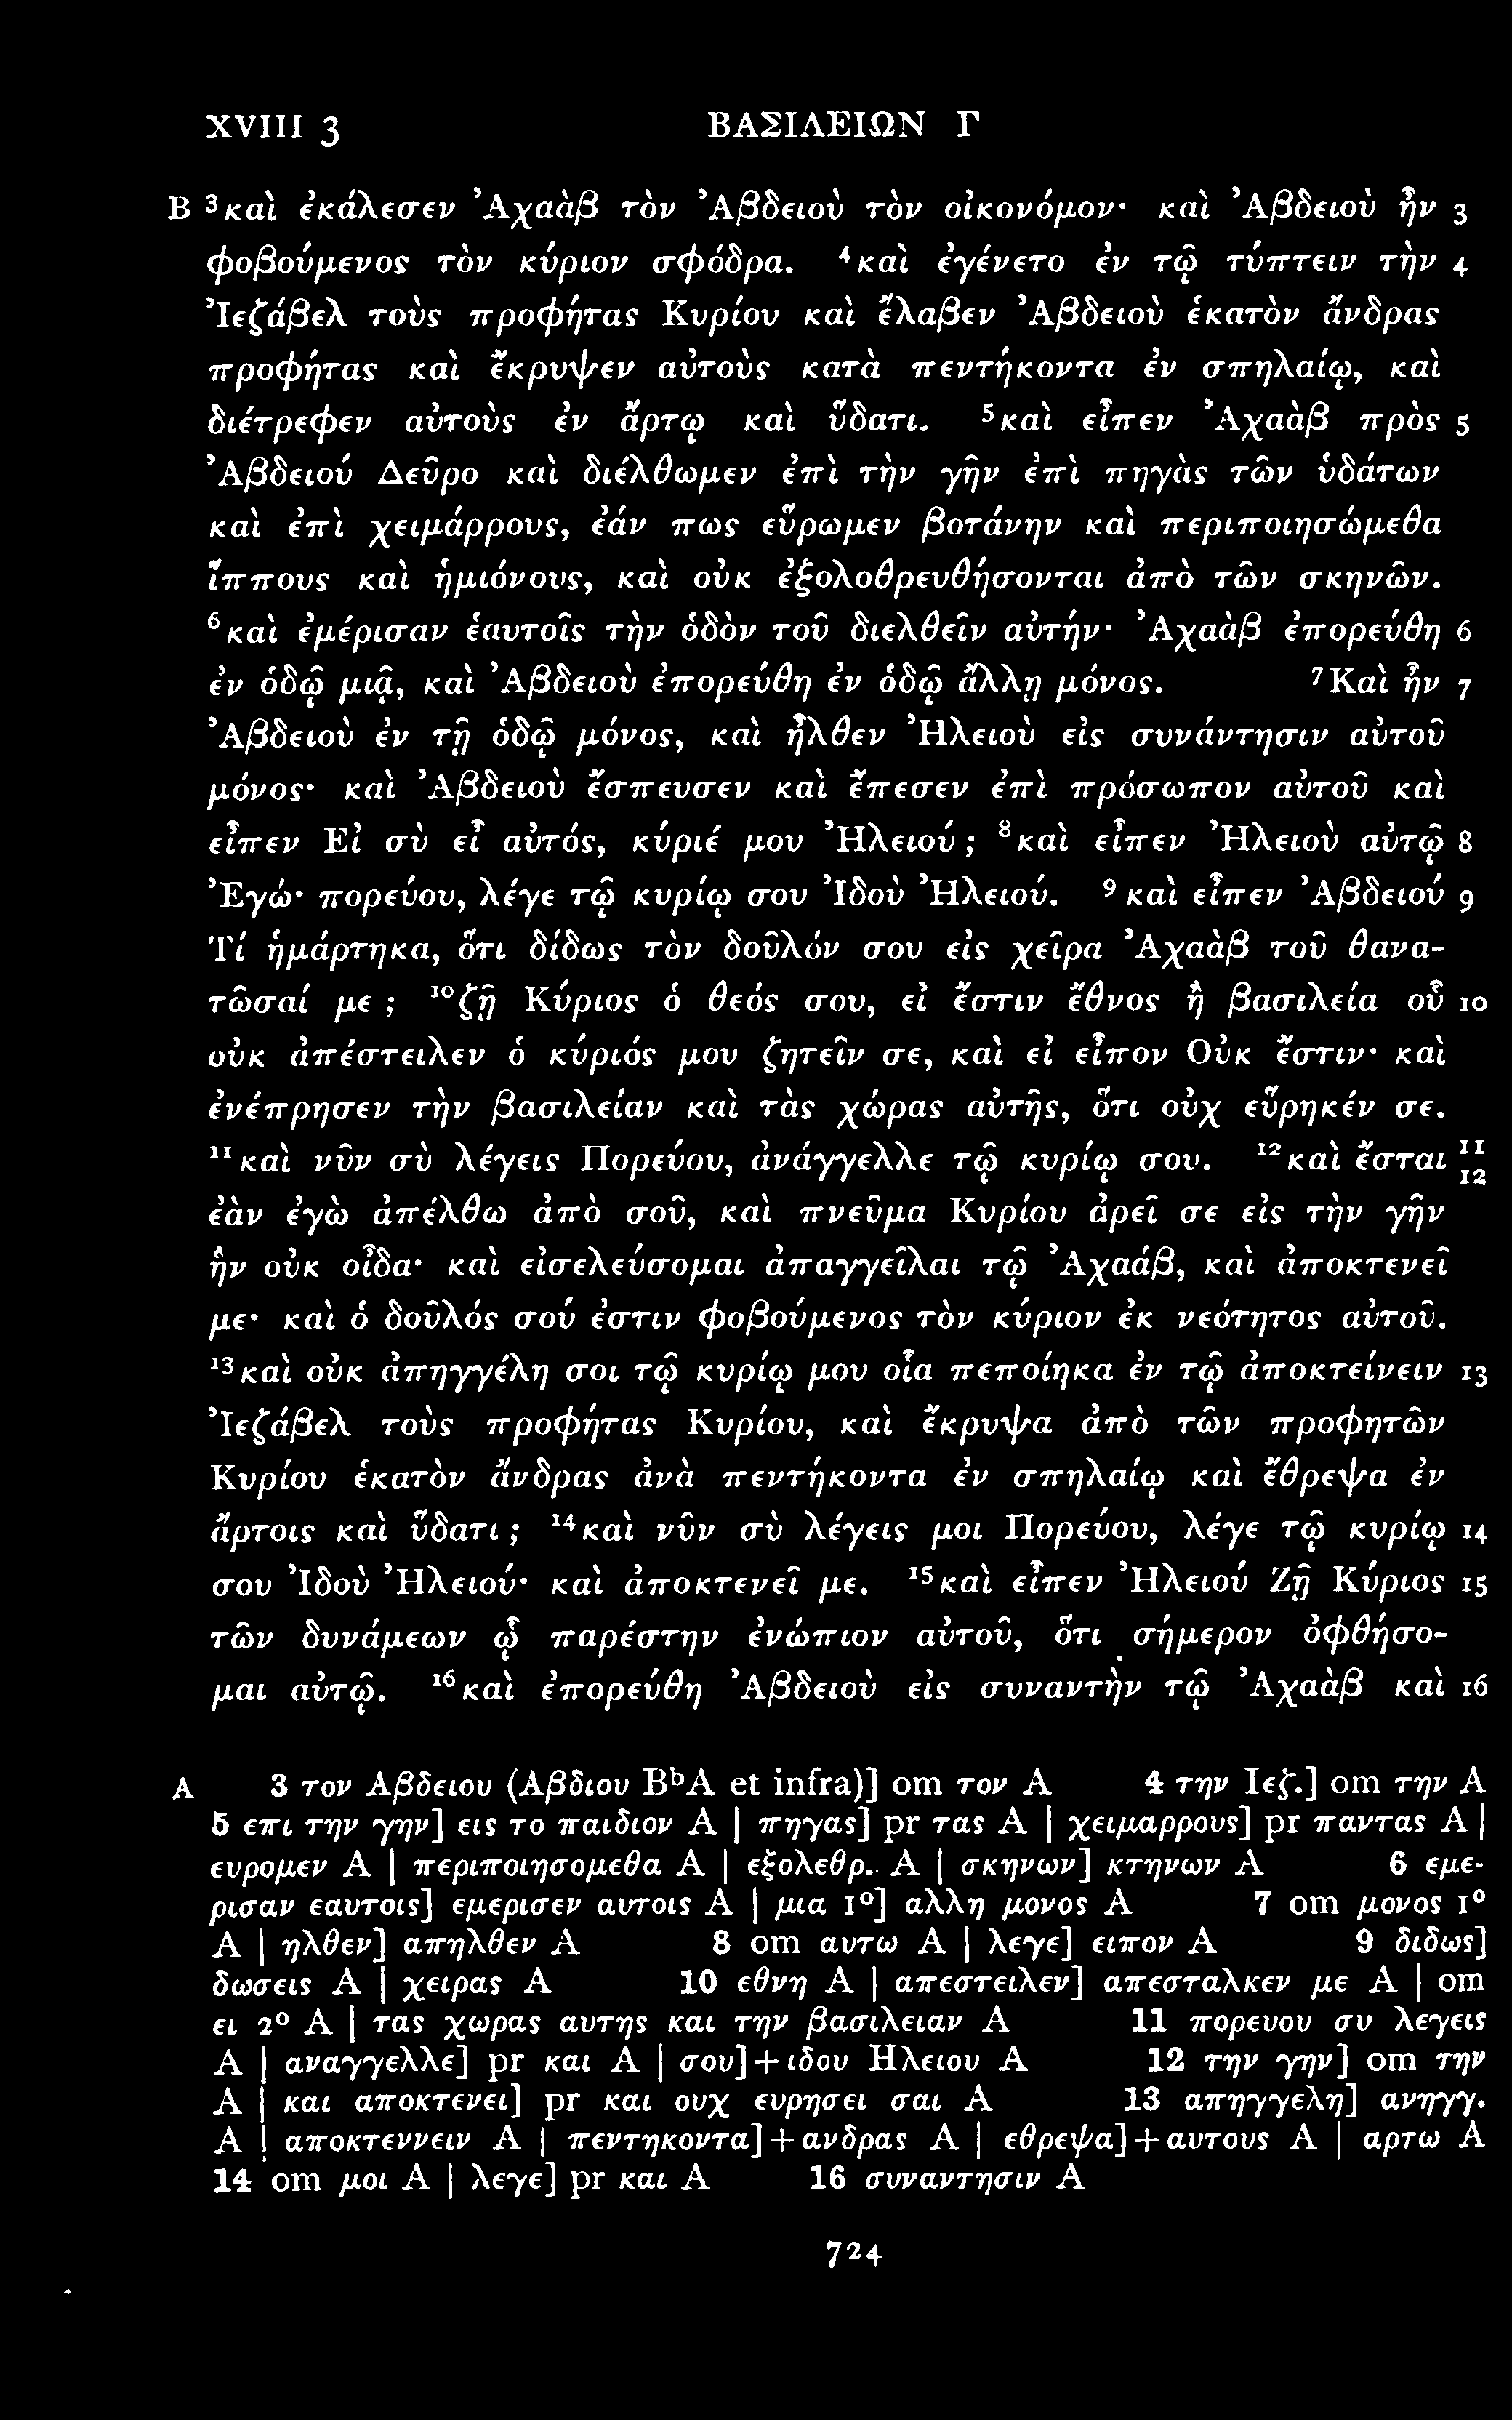 XVIII 3 ΒΑΣΙΛΕΙΩΝ Γ
B ³καὶ ἐκάλεσεν Ἀχαὰβ τὸν Ἀβδειοὺ τὸν οἰκονόμον· καὶ Ἀβδειοὺ ἦν 3
φοβούμενος τὸν κύριον σφόδρα. ⁴καὶ ἐγένετο ἐν τῷ τύπτειν τὴν 4
Ἰεζάβελ τοὺς προφήτας Κυρίου καὶ ἔλαβεν Ἀβδειοὺ ἑκατὸν ἄνδρας
προφήτας καὶ ἔκρυψεν αὐτοὺς κατὰ πεντήκοντα ἐν σπηλαίῳ, καὶ
διέτρεφεν αὐτοὺς ἐν ἄρτῳ καὶ ὕδατι. ⁵καὶ εἶπεν Ἀχαὰβ πρὸς 5
Ἀβδειού Δεῦρο καὶ διέλθωμεν ἐπὶ τὴν γῆν ἐπὶ πηγὰς τῶν ὑδάτων
καὶ ἐπὶ χειμάρρους, ἐάν πως εὕρωμεν βοτάνην καὶ περιποιησώμεθα
ἵππους καὶ ἡμιόνους, καὶ οὐκ ἐξολοθρευθήσονται ἀπὸ τῶν σκηνῶν.
⁶καὶ ἐμέρισαν ἑαυτοῖς τὴν ὁδὸν τοῦ διελθεῖν αὐτήν· Ἀχαὰβ ἐπορεύθη 6
ἐν ὁδῷ μιᾷ, καὶ Ἀβδειοὺ ἐπορεύθη ἐν ὁδῷ ἄλλῃ μόνος. ⁷Καὶ ἦν 7
Ἀβδειοὺ ἐν τῇ ὁδῷ μόνος, καὶ ἦλθεν Ἠλειοὺ εἰς συνάντησιν αὐτοῦ
μόνος· καὶ Ἀβδειοὺ ἔσπευσεν καὶ ἔπεσεν ἐπὶ πρόσωπον αὐτοῦ καὶ
εἶπεν Εἰ σὺ εἶ αὐτός, κύριέ μου Ἠλειού; ⁸καὶ εἶπεν Ἠλειοὺ αὐτῷ 8
Ἐγώ· πορεύου, λέγε τῷ κυρίῳ σου Ἰδοὺ Ἠλειού. ⁹καὶ εἶπεν Ἀβδειού 9
Τί ἡμάρτηκα, ὅτι δίδως τὸν δοῦλόν σου εἰς χεῖρα Ἀχαὰβ τοῦ θανα-
τῶσαί με; ¹⁰ζῇ Κύριος ὁ θεός σου, εἰ ἔστιν ἔθνος ἢ βασιλεία οὗ 10
οὐκ ἀπέστειλεν ὁ κύριός μου ζητεῖν σε, καὶ εἰ εἶπον Οὐκ ἔστιν· καὶ
ἐνέπρησεν τὴν βασιλείαν καὶ τὰς χώρας αὐτῆς, ὅτι οὐχ εὕρηκέν σε.
¹¹καὶ νῦν σὺ λέγεις Πορεύου, ἀνάγγελλε τῷ κυρίῳ σου. ¹²καὶ ἔσται 11 12
ἐὰν ἐγὼ ἀπέλθω ἀπὸ σοῦ, καὶ πνεῦμα Κυρίου ἀρεῖ σε εἰς τὴν γῆν
ἣν οὐκ οἶδα· καὶ εἰσελεύσομαι ἀπαγγεῖλαι τῷ Ἀχαάβ, καὶ ἀποκτενεῖ
με· καὶ ὁ δοῦλός σού ἐστιν φοβούμενος τὸν κύριον ἐκ νεότητος αὐτοῦ.
¹³καὶ οὐκ ἀπηγγέλη σοι τῷ κυρίῳ μου οἷα πεποίηκα ἐν τῷ ἀποκτείνειν 13
Ἰεζάβελ τοὺς προφήτας Κυρίου, καὶ ἔκρυψα ἀπὸ τῶν προφητῶν
Κυρίου ἑκατὸν ἄνδρας ἀνὰ πεντήκοντα ἐν σπηλαίῳ καὶ ἔθρεψα ἐν
ἄρτοις καὶ ὕδατι; ¹⁴καὶ νῦν σὺ λέγεις μοι Πορεύου, λέγε τῷ κυρίῳ 14
σου Ἰδοὺ Ἠλειού· καὶ ἀποκτενεῖ με. ¹⁵καὶ εἶπεν Ἠλειού Ζῇ Κύριος 15
τῶν δυνάμεων ᾧ παρέστην ἐνώπιον αὐτοῦ, ὅτι σήμερον ὀφθήσο-
μαι αὐτῷ. ¹⁶καὶ ἐπορεύθη Ἀβδειοὺ εἰς συναντὴν τῷ Ἀχαὰβ καὶ 16
A 3 τον Αβδειου (Αβδιου BᵇA et infra)] om τον A 4 την Ιεζ.] om την A
5 επι την γην] εις το παιδιον A | πηγας] pr τας A | χειμαρρους] pr παντας A |
ευρομεν A | περιποιησομεθα A | εξολεθρ.. A | σκηνων] κτηνων A 6 εμε-
ρισαν εαυτοις] εμερισεν αυτοις A | μια 1°] αλλη μονος A 7 om μονος 1°
A | ηλθεν] απηλθεν A 8 om αυτω A | λεγε] ειπον A 9 διδως]
δωσεις A | χειρας A 10 εθνη A | απεστειλεν] απεσταλκεν με A | om
ει 2° A | τας χωρας αυτης και την βασιλειαν A 11 πορευου συ λεγεις
A | αναγγελλε] pr και A | σου]+ιδου Ηλειου A 12 την γην] om την
A | και αποκτενει] pr και ουχ ευρησει σαι A 13 απηγγελη] ανηγγ.
A | αποκτεννειν A | πεντηκοντα]+ανδρας A | εθρεψα]+αυτους A | αρτω A
14 om μοι A | λεγε] pr και A 16 συναντησιν A
724